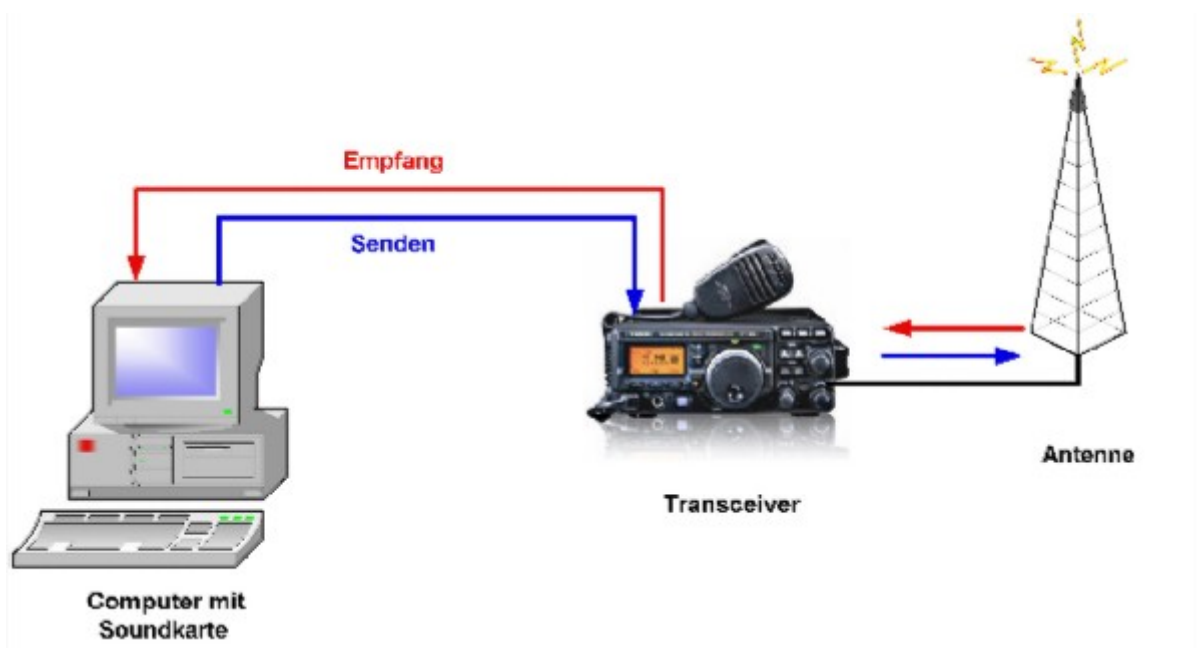 Empfang
Senden
Antenne
Transceiver
Computer mit
Soundkarte